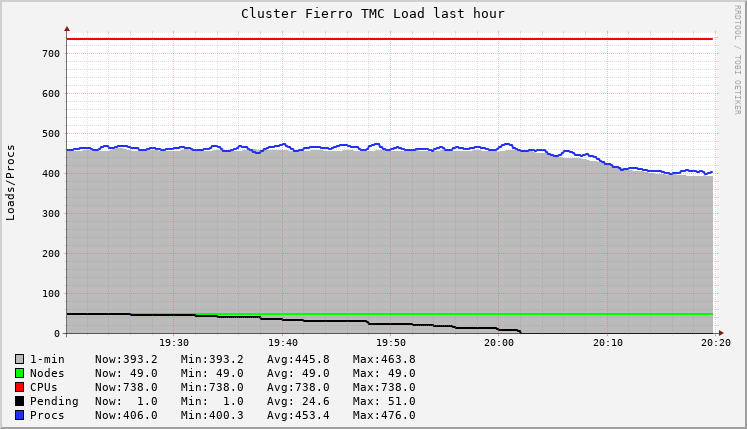 Cluster Fierro TMC Load last hour
RRDTOOL / TOBI OETIKER
Loads/Procs
700
600
500
400
300
200
100
0
19:30 19:40 19:50 20:00 20:10 20:20
1-min Now:393.2 Min:393.2 Avg:445.8 Max:463.8
Nodes Now: 49.0 Min: 49.0 Avg: 49.0 Max: 49.0
CPUs Now:738.0 Min:738.0 Avg:738.0 Max:738.0
Pending Now: 1.0 Min: 1.0 Avg: 24.6 Max: 51.0
Procs Now:406.0 Min:400.3 Avg:453.4 Max:476.0